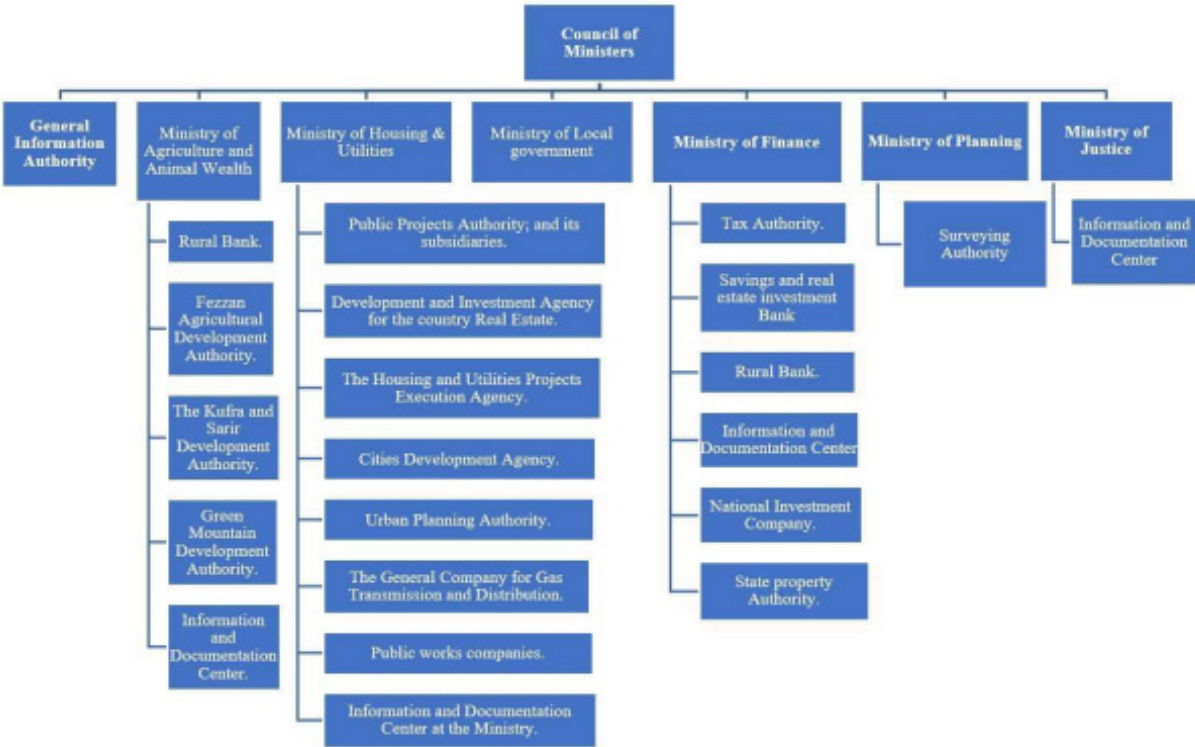 Council of
Ministers
General
Information
Authority
Ministry of
Agriculture and
Animal Wealth
Ministry of Housing &
Utilities
Ministry of Local
government
Ministry of Finance
Ministry of Planning
Ministry of
Justice
Rural Bank.
Fezzan
Agricultural
Development
Authority.
The Kufra and
Sarir
Development
Authority.
Green
Mountain
Development
Authority.
Information
and
Documentation
Center.
Public Projects Authority; and its
subsidiaries.
Development and Investment Agency
for the country Real Estate.
The Housing and Utilities Projects
Execution Agency.
Cities Development Agency.
Urban Planning Authority.
The General Company for Gas
Transmission and Distribution.
Public works companies.
Information and Documentation
Center at the Ministry.
Tax Authority.
Savings and real
estate investment
Bank
Rural Bank.
Information and
Documentation Center
National Investment
Company.
State property
Authority.
Surveying
Authority
Information and
Documentation
Center